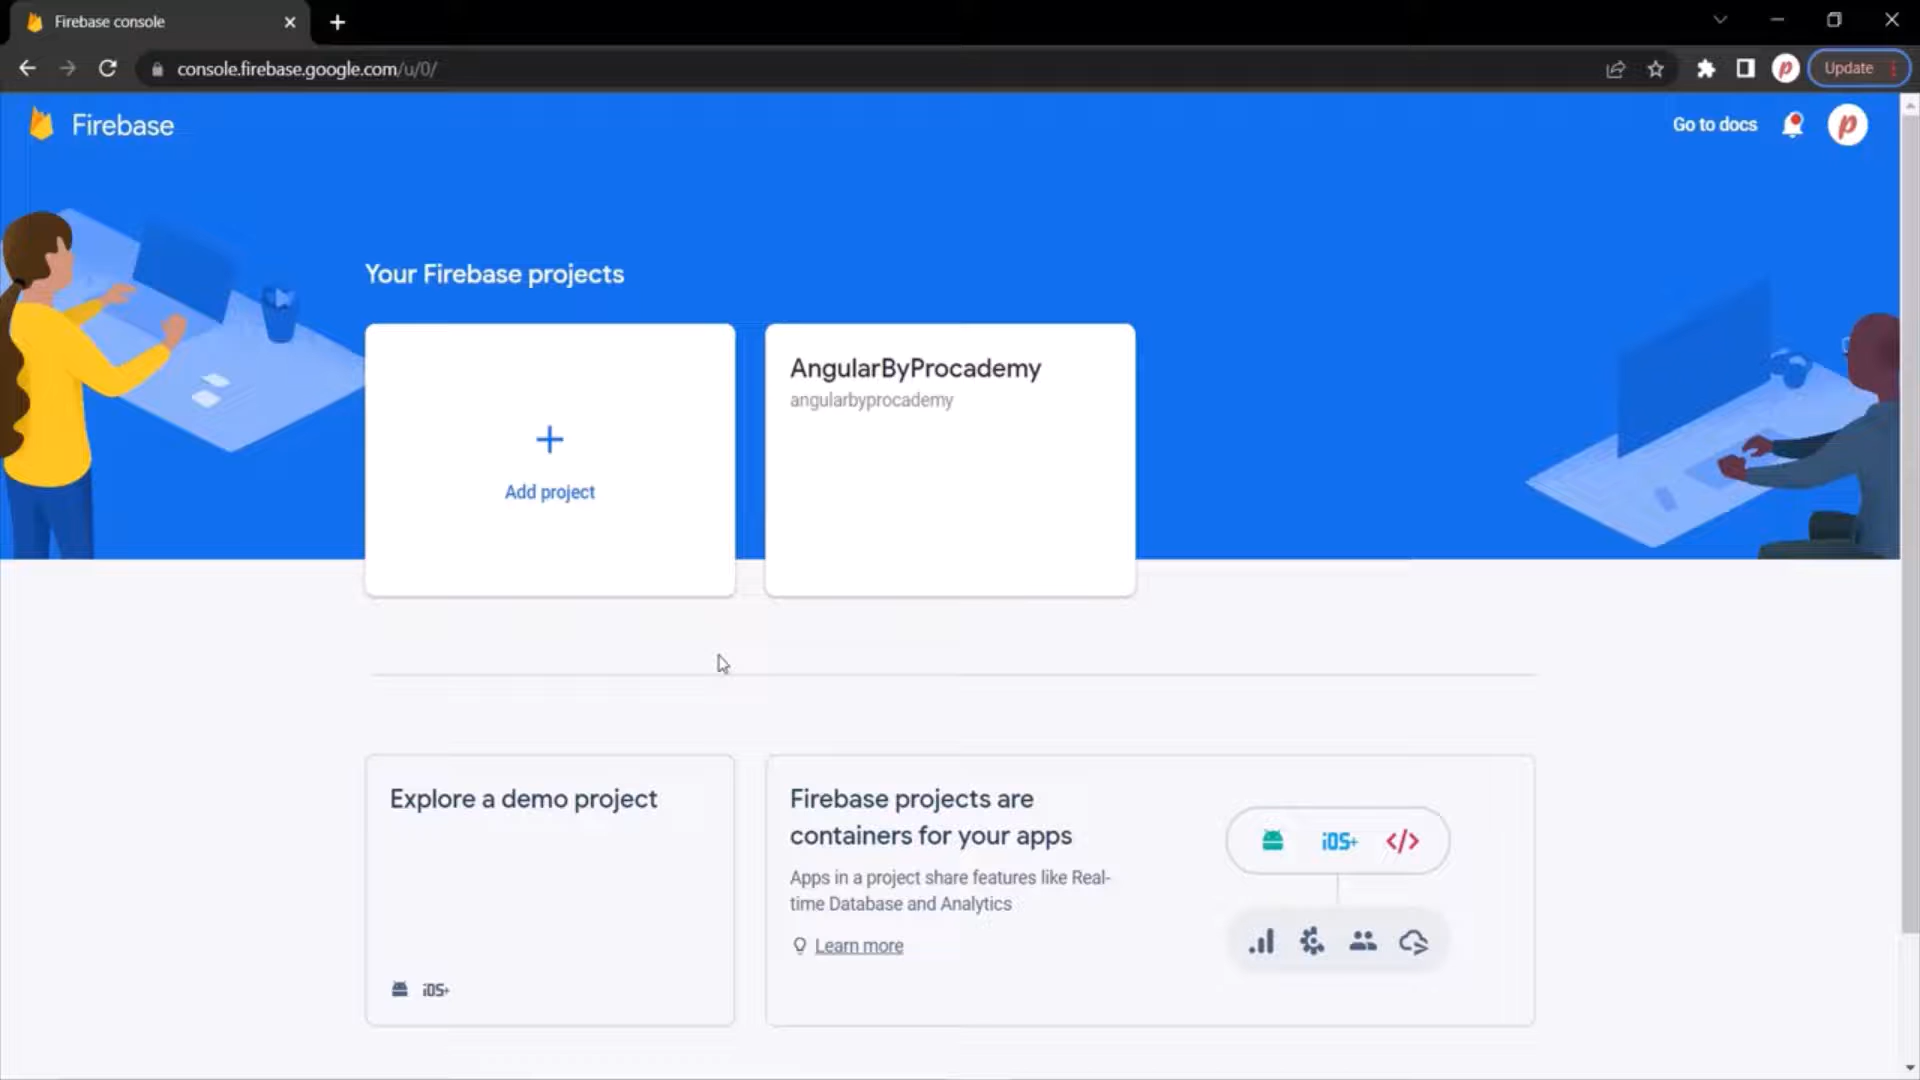 Firebase console
console.firebase.google.com/u/0/
Update
Firebase
Go to docs
p
Your Firebase projects
Add project
AngularByProcademy
angularbyprocademy
Explore a demo project
iOS+
Firebase projects are
containers for your apps
Apps in a project share features like Real-
time Database and Analytics
Learn more
iOS+